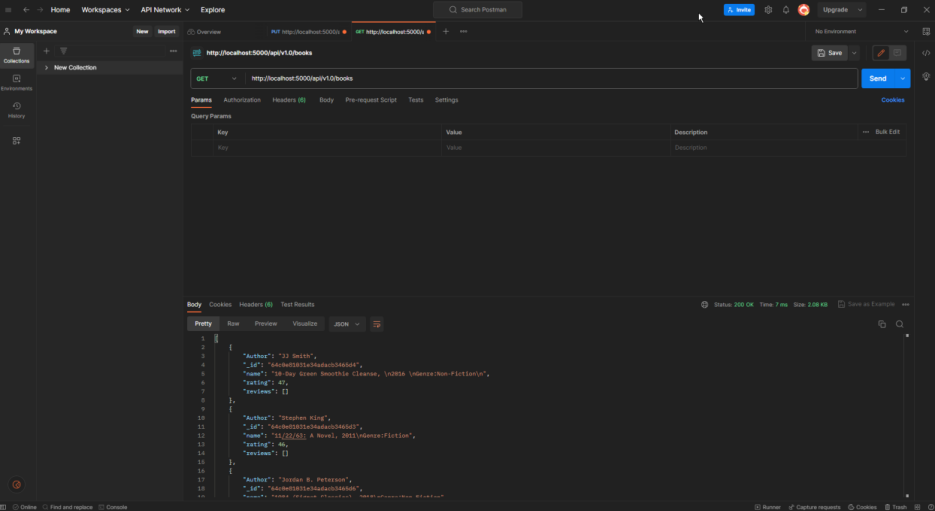 Home Workspaces API Network Explore Search Postman Invite Upgrade
My Workspace New Import Overview PUT http://localhost:5000/a GET http://localhost:5000/a No Environment
Collections
Environments
History
New Collection
http://localhost:5000/api/v1.0/books Save
GET http://localhost:5000/api/v1.0/books Send
Params Authorization Headers (6) Body Pre-request Script Tests Settings Cookies
Query Params
Key Value Description Bulk Edit
Key Value Description
Body Cookies Headers (6) Test Results Status: 200 OK Time: 7 ms Size: 2.08 KB Save as Example
Pretty Raw Preview Visualize JSON
1 [
2 {
3 "Author": "JJ Smith",
4 "_id":
5 "name": "10-Day Green Smoothie Cleanse, \n2016 \nGenre:Non-Fiction\n",
6 "rating": 47,
7 "reviews": []
8 },
9 {
10 "Author": "Stephen King",
11 "_id":
12 "name": "11/22/63: A Novel, 2011\nGenre:Fiction",
13 "rating": 46,
14 "reviews": []
15 },
16 {
17 "Author": "Jordan B. Peterson",
18 "_id":
Online Find and replace Console Runner Capture requests Cookies Trash